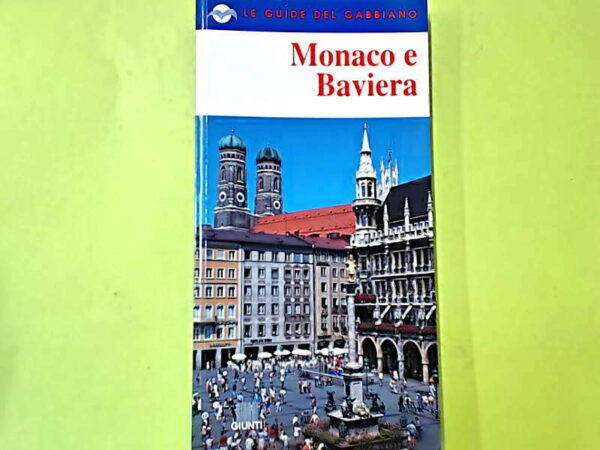 LE GUIDE DEL GABBIANO
Monaco e
Baviera
GIUNTI